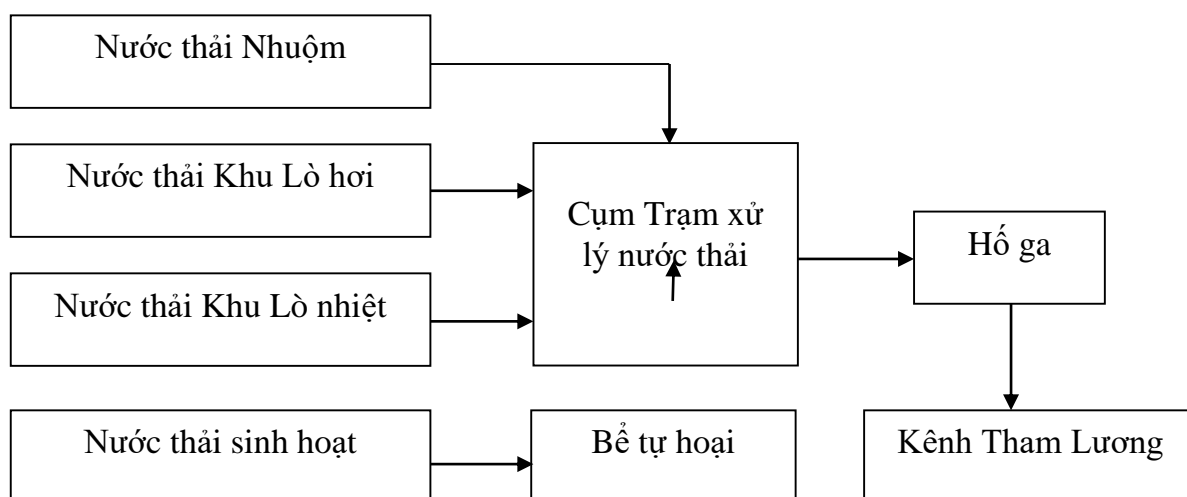 Nước thải Nhuộm
Nước thải Khu Lò hơi
Cụm Trạm xử
lý nước thải
Hố ga
Nước thải Khu Lò nhiệt
Nước thải sinh hoạt
Bể tự hoại
Kênh Tham Lương